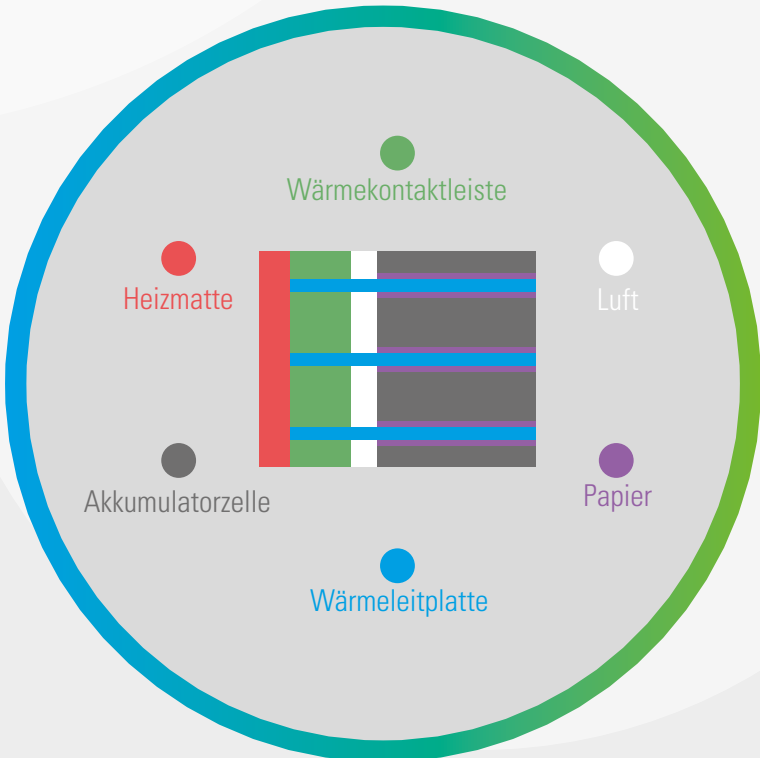 Wärmekontaktleiste
Heizmatte
Luft
Akkumulatorzelle
Papier
Wärmeleitplatte